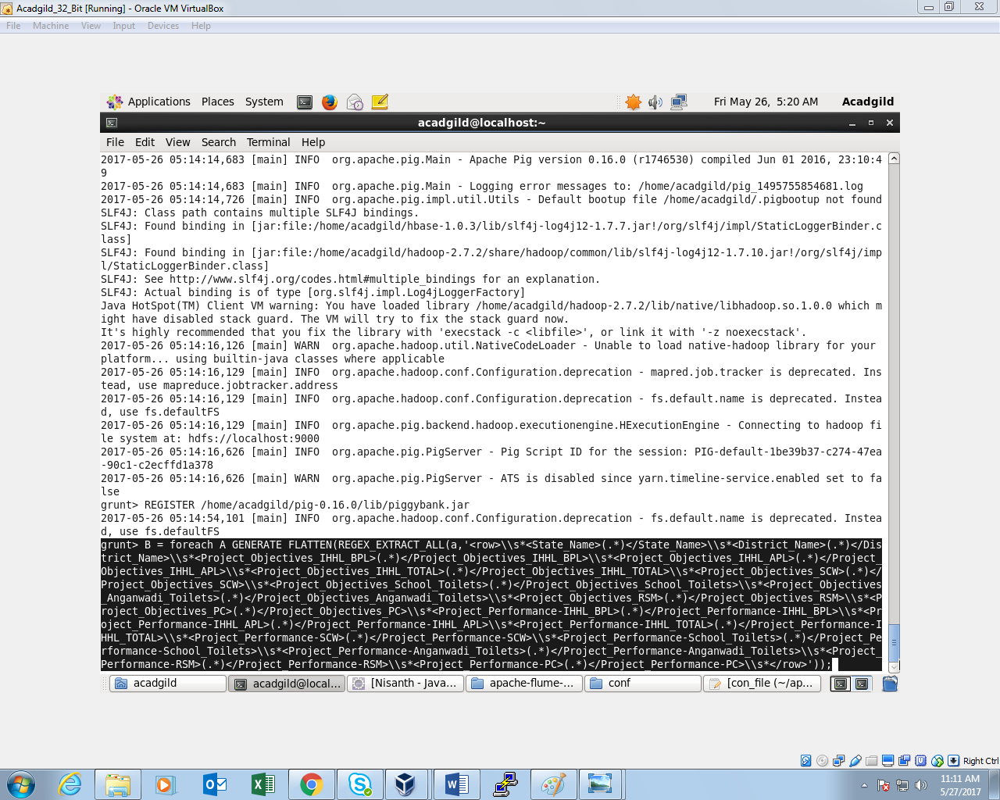 Acadgild_32_Bit [Running] - Oracle VM VirtualBox
File Machine View Input Devices Help
Applications Places System Fri May 26, 5:20 AM Acadgild
acadgild@localhost:~
File Edit View Search Terminal Help
2017-05-26 05:14:14,683 [main] INFO  org.apache.pig.Main - Apache Pig version 0.16.0 (r1746530) compiled Jun 01 2016, 23:10:4
9
2017-05-26 05:14:14,683 [main] INFO  org.apache.pig.Main - Logging error messages to: /home/acadgild/pig_1495755854681.log
2017-05-26 05:14:14,726 [main] INFO  org.apache.pig.impl.util.Utils - Default bootup file /home/acadgild/.pigbootup not found
SLF4J: Class path contains multiple SLF4J bindings.
SLF4J: Found binding in [jar:file:/home/acadgild/hbase-1.0.3/lib/slf4j-log4j12-1.7.7.jar!/org/slf4j/impl/StaticLoggerBinder.c
lass]
SLF4J: Found binding in [jar:file:/home/acadgild/hadoop-2.7.2/share/hadoop/common/lib/slf4j-log4j12-1.7.10.jar!/org/slf4j/imp
l/StaticLoggerBinder.class]
SLF4J: See http://www.slf4j.org/codes.html#multiple_bindings for an explanation.
SLF4J: Actual binding is of type [org.slf4j.impl.Log4jLoggerFactory]
Java HotSpot(TM) Client VM warning: You have loaded library /home/acadgild/hadoop-2.7.2/lib/native/libhadoop.so.1.0.0 which m
ight have disabled stack guard. The VM will try to fix the stack guard now.
It's highly recommended that you fix the library with 'execstack -c <libfile>', or link it with '-z noexecstack'.
2017-05-26 05:14:16,126 [main] WARN  org.apache.hadoop.util.NativeCodeLoader - Unable to load native-hadoop library for your
platform... using builtin-java classes where applicable
2017-05-26 05:14:16,129 [main] INFO  org.apache.hadoop.conf.Configuration.deprecation - mapred.job.tracker is deprecated. Ins
tead, use mapreduce.jobtracker.address
2017-05-26 05:14:16,129 [main] INFO  org.apache.hadoop.conf.Configuration.deprecation - fs.default.name is deprecated. Instea
d, use fs.defaultFS
2017-05-26 05:14:16,129 [main] INFO  org.apache.pig.backend.hadoop.executionengine.HExecutionEngine - Connecting to hadoop fi
le system at: hdfs://localhost:9000
2017-05-26 05:14:16,626 [main] INFO  org.apache.pig.PigServer - Pig Script ID for the session: PIG-default-1be39b37-c274-47ea
-90c1-c2ecffd1a378
2017-05-26 05:14:16,626 [main] WARN  org.apache.pig.PigServer - ATS is disabled since yarn.timeline-service.enabled set to fa
lse
grunt> REGISTER /home/acadgild/pig-0.16.0/lib/piggybank.jar
2017-05-26 05:14:54,101 [main] INFO  org.apache.hadoop.conf.Configuration.deprecation - fs.default.name is deprecated. Instea
d, use fs.defaultFS
grunt> B = foreach A GENERATE FLATTEN(REGEX_EXTRACT_ALL(a,'<row>\\s*<State_Name>(.*)</State_Name>\\s*<District_Name>(.*)</Dis
trict_Name>\\s*<Project_Objectives_IHHL_BPL>(.*)</Project_Objectives_IHHL_BPL>\\s*<Project_Objectives_IHHL_APL>(.*)</Project_
Objectives_IHHL_APL>\\s*<Project_Objectives_IHHL_TOTAL>(.*)</Project_Objectives_IHHL_TOTAL>\\s*<Project_Objectives_SCW>(.*)</
Project_Objectives_SCW>\\s*<Project_Objectives_School_Toilets>(.*)</Project_Objectives_School_Toilets>\\s*<Project_Objectives
_Anganwadi_Toilets>(.*)</Project_Objectives_Anganwadi_Toilets>\\s*<Project_Objectives_RSM>(.*)</Project_Objectives_RSM>\\s*<P
roject_Objectives_PC>(.*)</Project_Objectives_PC>\\s*<Project_Performance-IHHL_BPL>(.*)</Project_Performance-IHHL_BPL>\\s*<Pr
oject_Performance-IHHL_APL>(.*)</Project_Performance-IHHL_APL>\\s*<Project_Performance-IHHL_TOTAL>(.*)</Project_Performance-I
HHL_TOTAL>\\s*<Project_Performance-SCW>(.*)</Project_Performance-SCW>\\s*<Project_Performance-School_Toilets>(.*)</Project_Pe
rformance-School_Toilets>\\s*<Project_Performance-Anganwadi_Toilets>(.*)</Project_Performance-Anganwadi_Toilets>\\s*<Project_
Performance-RSM>(.*)</Project_Performance-RSM>\\s*<Project_Performance-PC>(.*)</Project_Performance-PC>\\s*</row>'));
acadgild acadgild@local... [Nisanth - Java... apache-flume-... conf [con_file (~/ap...
Right Ctrl
11:11 AM
5/27/2017